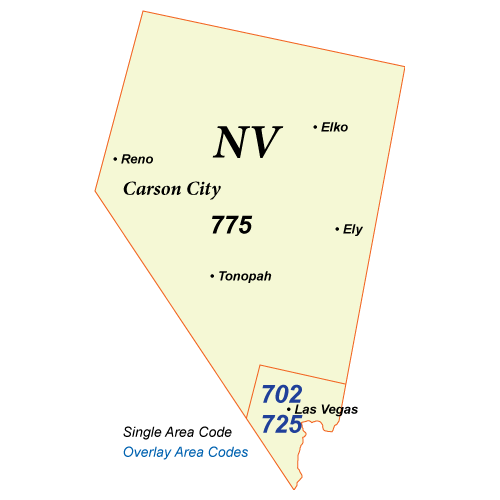 NV
Elko
Reno
Carson City
775
Ely
Tonopah
702
Las Vegas
725
Single Area Code
Overlay Area Codes